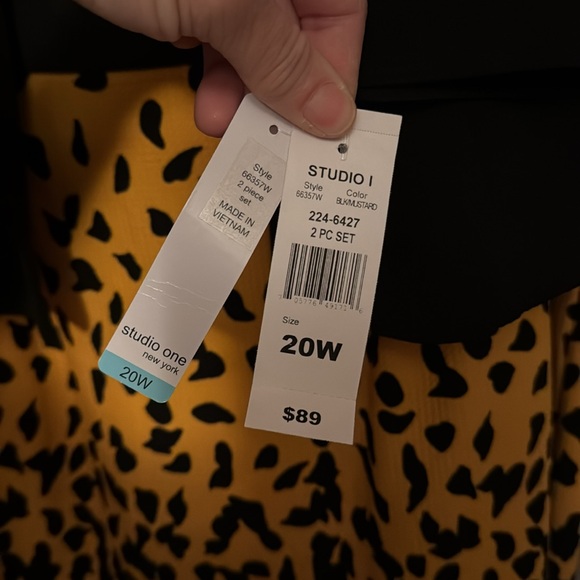 Style
66357W
2 piece
set
MADE IN
VIETNAM
studio one
new york
20W
STUDIO I
Style Color
66357W BLK/MUSTARD
224-6427
2 PC SET
Size
20W
$89